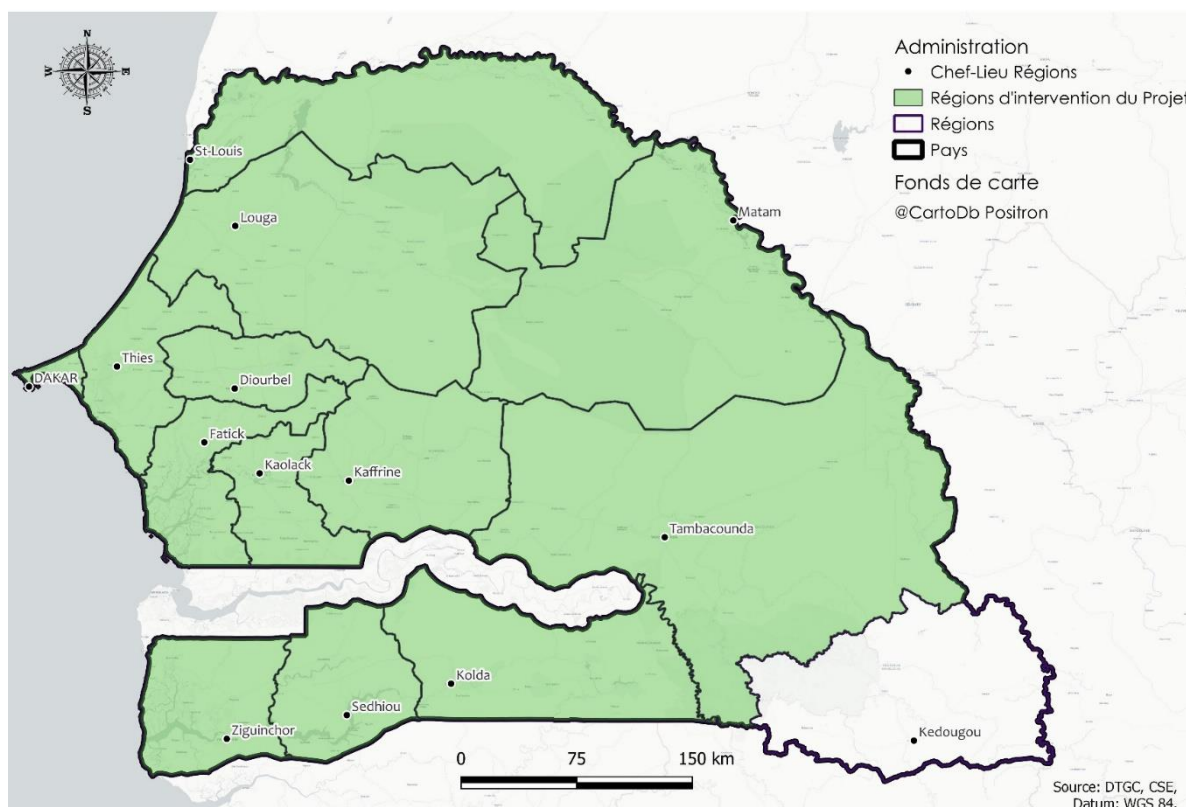 N
W
E
S
Administration
Chef-Lieu Régions
Régions d'intervention du Projet
Régions
Pays
Fonds de carte
@CartoDb Positron
St-Louis
Louga
Matam
Thies
DAKAR
Diourbel
Fatick
Kaolack
Kaffrine
Tambacounda
Kolda
Sedhiou
Ziguinchor
Kedougou
0 75 150 km
Source: DTGC, CSE,
Datum: WGS 84,